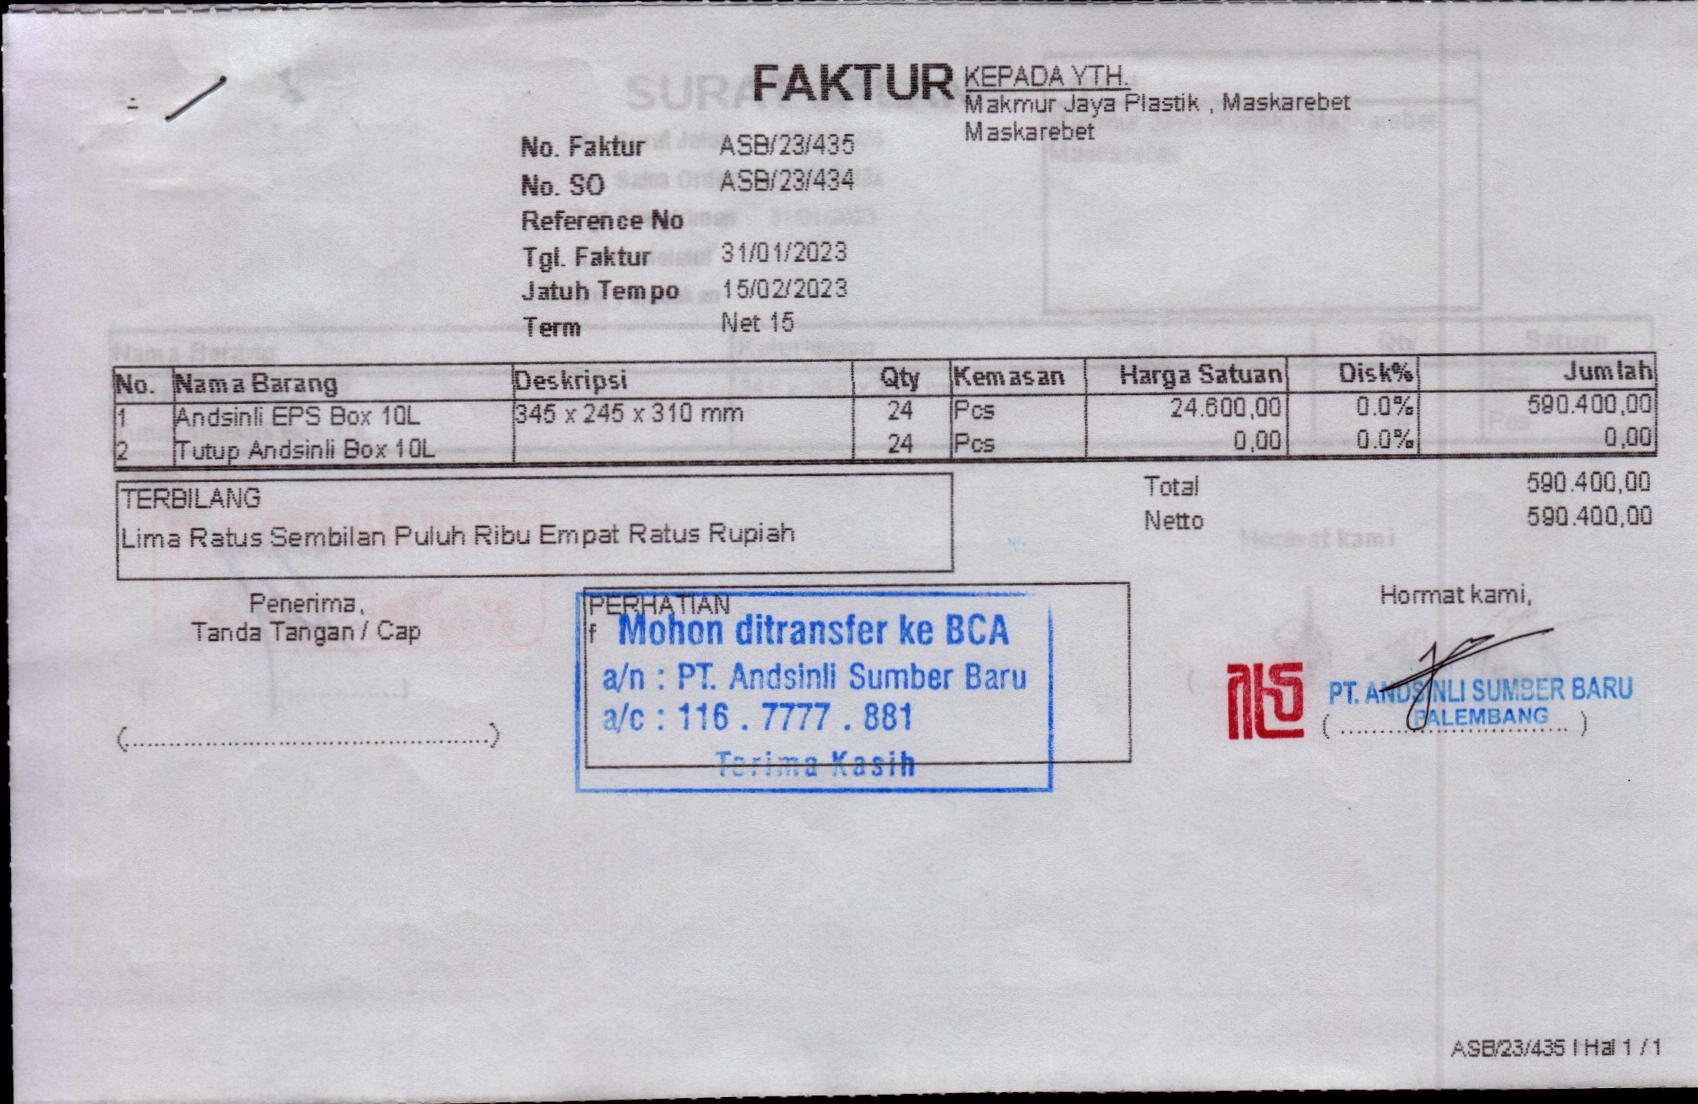 FAKTUR
KEPADA YTH.
Makmur Jaya Plastik , Maskarebet
Maskarebet
No. Faktur ASB/23/435
No. SO ASB/23/434
Reference No
Tgl. Faktur 31/01/2023
Jatuh Tempo 15/02/2023
Term Net 15
No. Nama Barang Deskripsi Qty Kemasan Harga Satuan Disk% Jumlah
1 Andsinli EPS Box 10L 345 x 245 x 310 mm 24 Pcs 24.600,00 0.0% 590.400,00
2 Tutup Andsinli Box 10L 24 Pcs 0,00 0.0% 0,00
TERBILANG
Lima Ratus Sembilan Puluh Ribu Empat Ratus Rupiah
Total 590.400,00
Netto 590.400,00
Penerima,
Tanda Tangan / Cap
(................................................)
PERHATIAN
f
Mohon ditransfer ke BCA
a/n : PT. Andsinli Sumber Baru
a/c : 116 . 7777 . 881
Terima Kasih
Hormat kami,
PT. ANDSINLI SUMBER BARU
PALEMBANG
(..............................)
ASB/23/435 | Hal 1 / 1